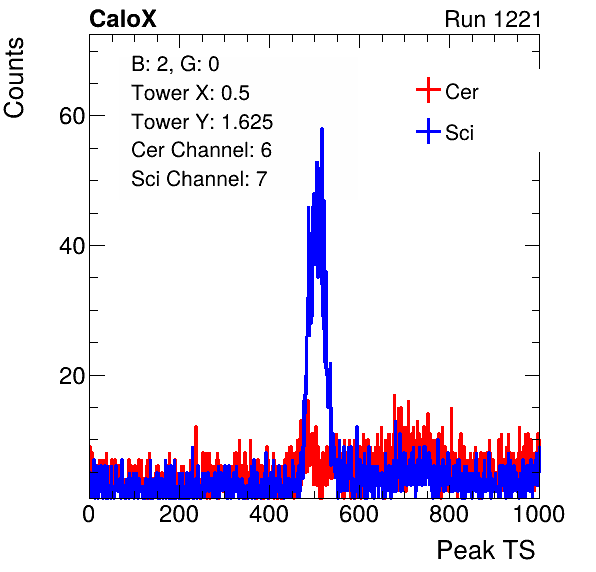 CaloX Run 1221
Counts
B: 2, G: 0
Tower X: 0.5
Tower Y: 1.625
Cer Channel: 6
Sci Channel: 7
Cer
Sci
60
40
20
0 200 400 600 800 1000
Peak TS